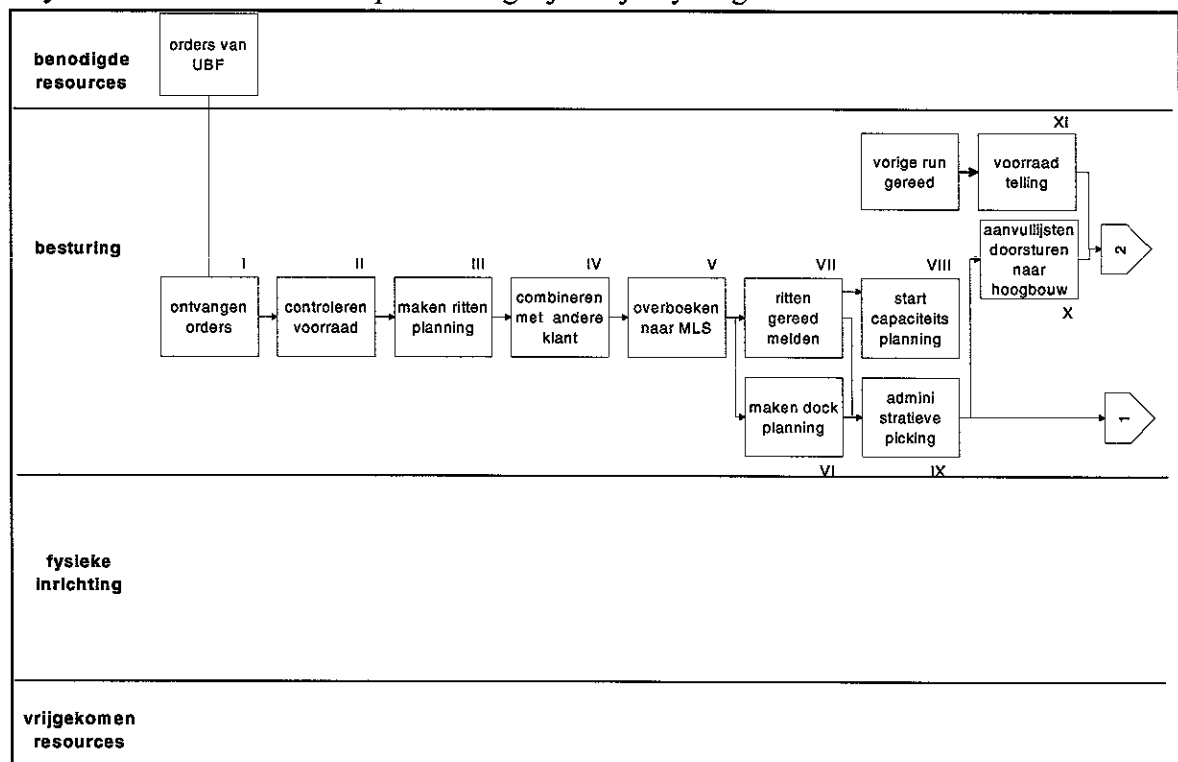 benodigde
resources
orders van
UBF
besturing
XI
vorige run
gereed
voorraad
telling
aanvullijsten
doorsturen
naar
hoogbouw
X
2
I
ontvangen
orders
II
controleren
voorraad
III
maken ritten
planning
IV
combineren
met andere
klant
V
overboeken
naar MLS
VII
ritten
gereed
melden
VIII
start
capaciteits
planning
maken dock
planning
VI
admini
stratieve
picking
IX
1
fysieke
inrichting
vrijgekomen
resources